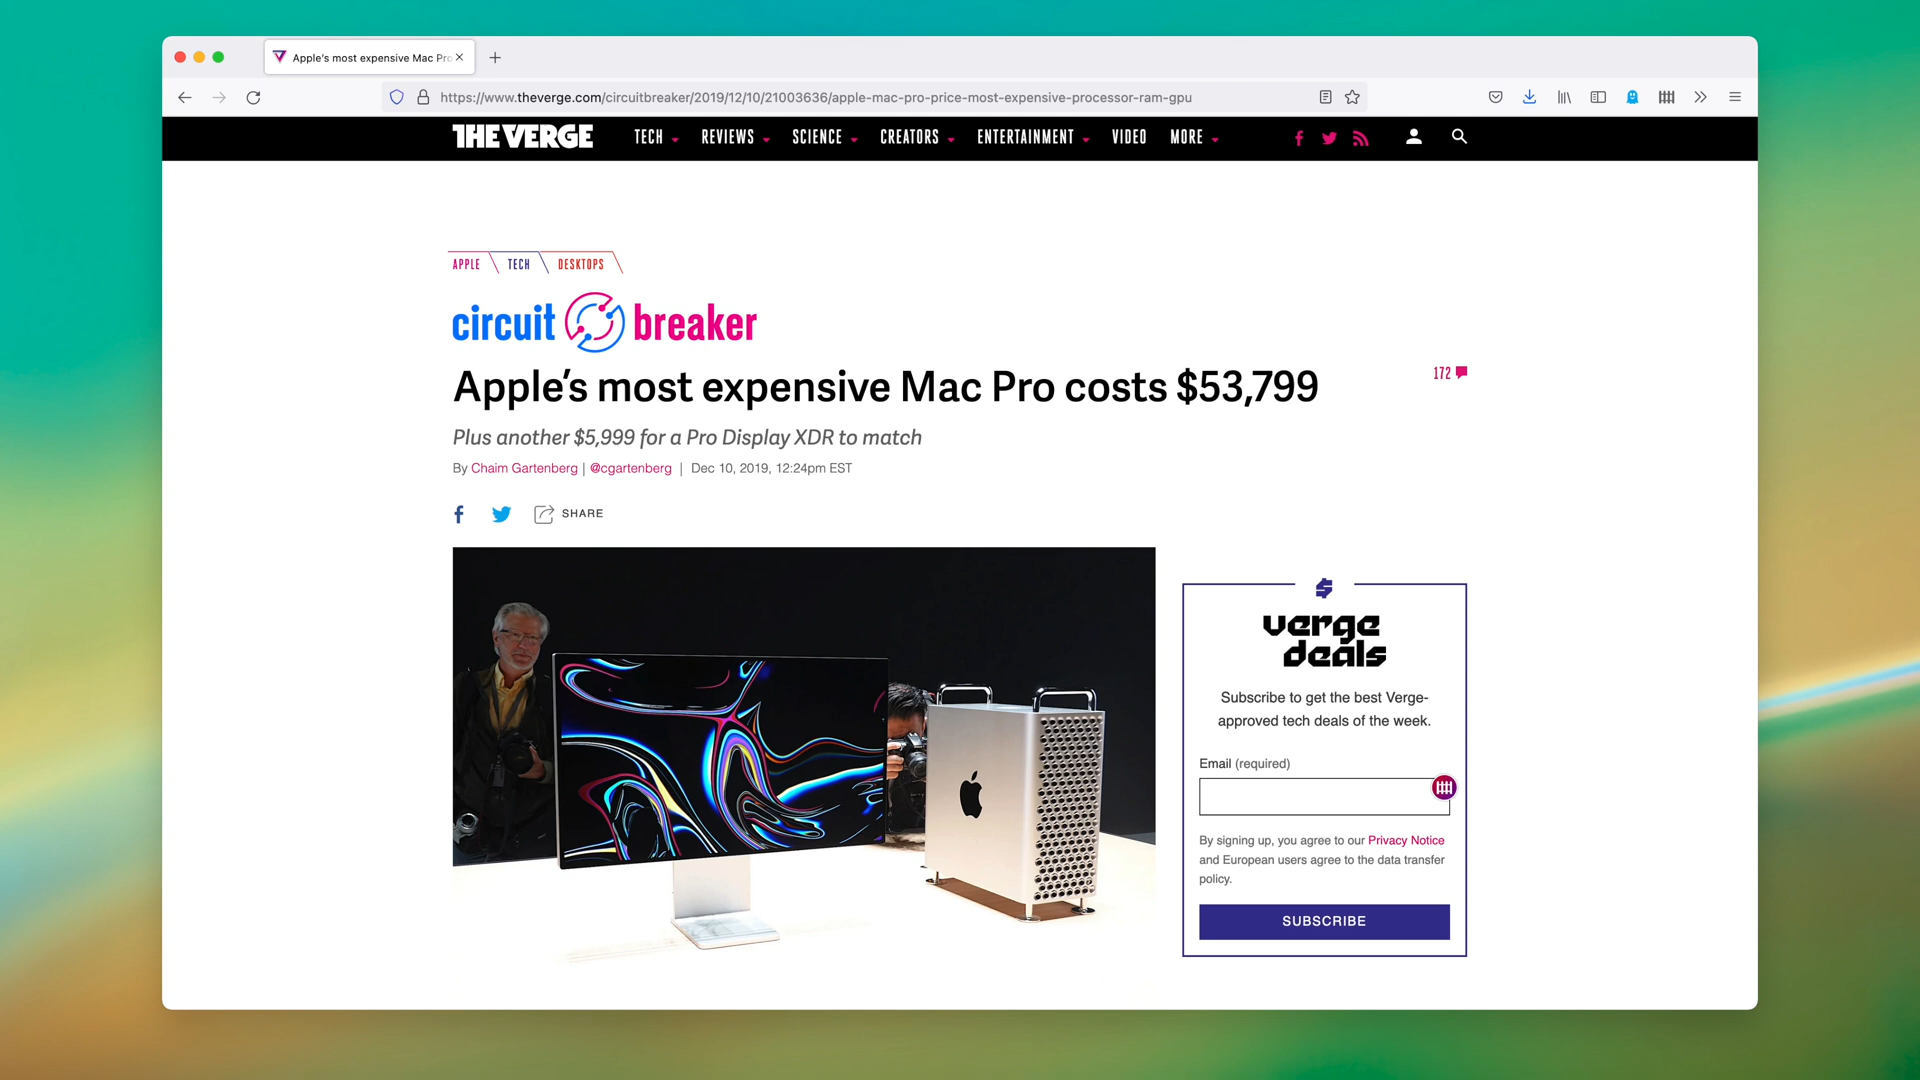 Apple's most expensive Mac Pro
https://www.theverge.com/circuitbreaker/2019/12/10/21003636/apple-mac-pro-price-most-expensive-processor-ram-gpu
THE VERGE TECH REVIEWS SCIENCE CREATORS ENTERTAINMENT VIDEO MORE
APPLE TECH DESKTOPS
circuit breaker
Apple’s most expensive Mac Pro costs $53,799
172
Plus another $5,999 for a Pro Display XDR to match
By Chaim Gartenberg | @cgartenberg | Dec 10, 2019, 12:24pm EST
SHARE
verge
deals
Subscribe to get the best Verge-
approved tech deals of the week.
Email (required)
By signing up, you agree to our Privacy Notice
and European users agree to the data transfer
policy.
SUBSCRIBE